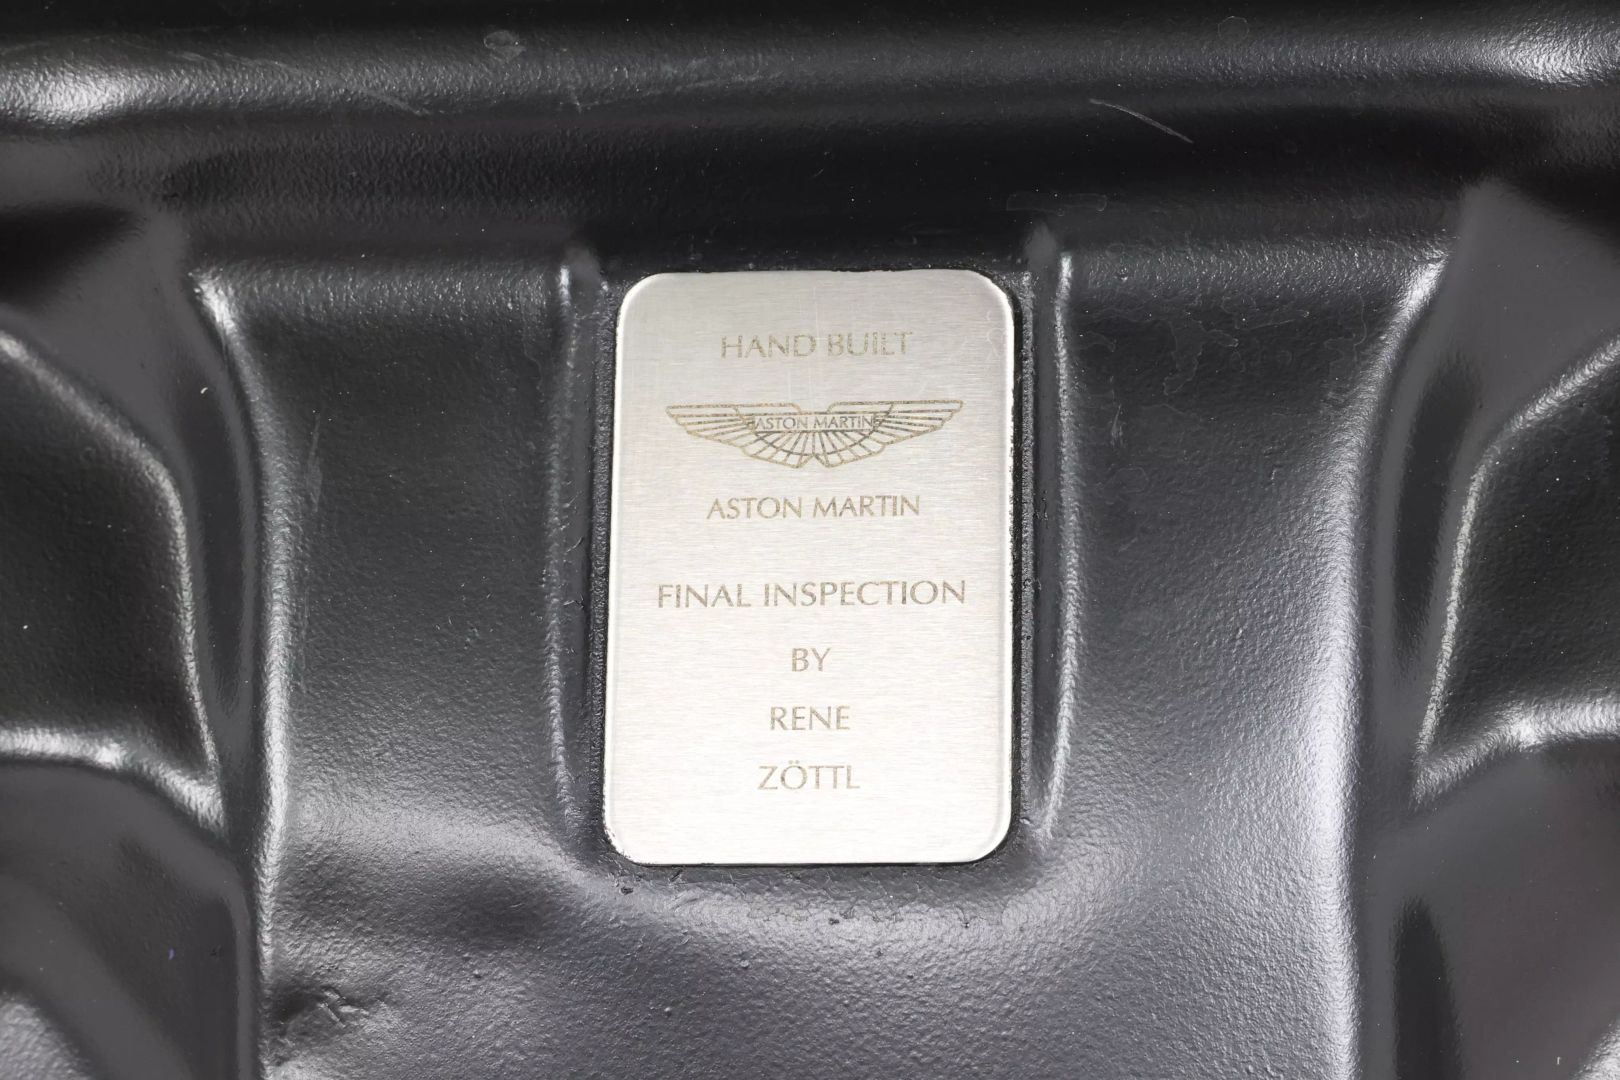 HAND BUILT
ASTON MARTIN
ASTON MARTIN
FINAL INSPECTION
BY
RENE
ZÖTTL